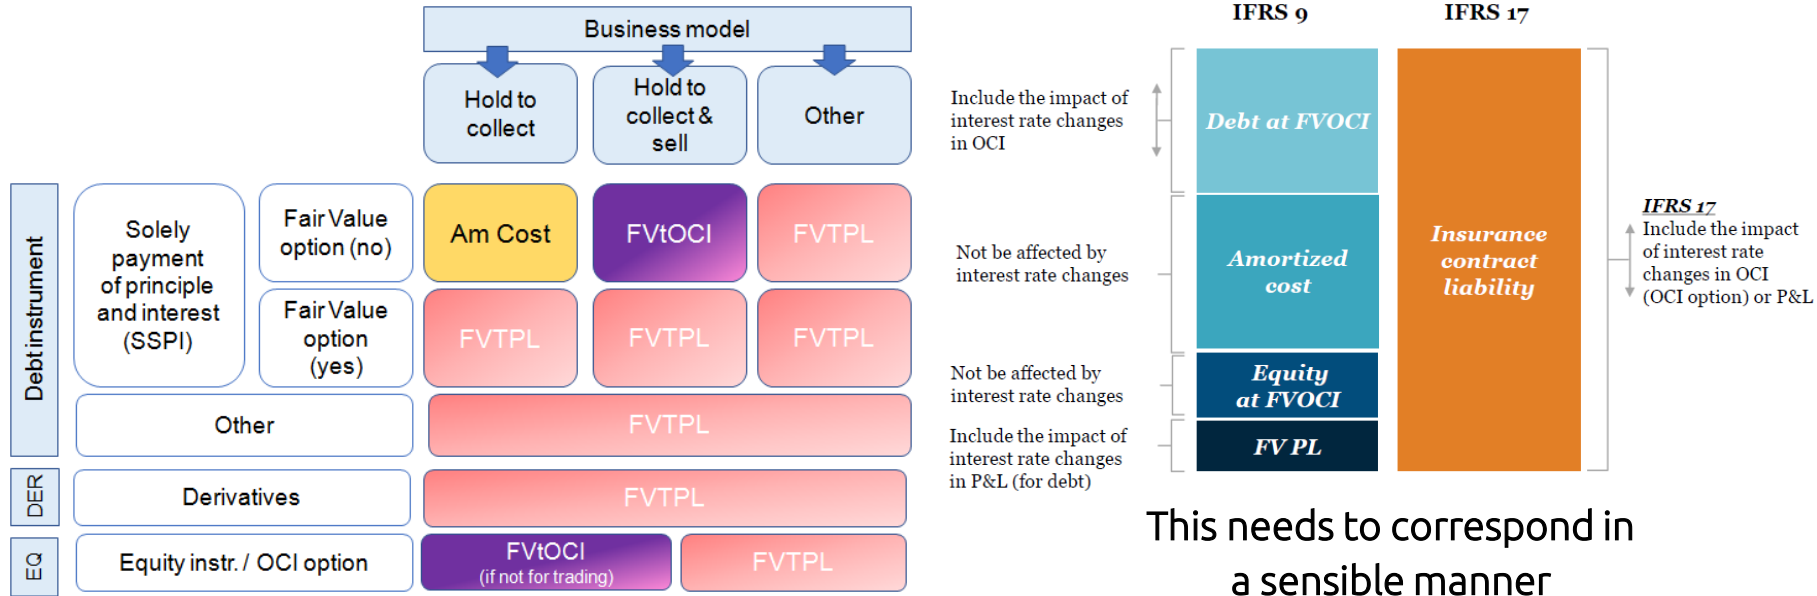 Business model
Hold to
collect
Hold to
collect &
sell
Other
Debt instrument
Solely
payment
of principle
and interest
(SSPI)
Fair Value
option (no)
Am Cost
FVtOCI
FVTPL
Fair Value
option
(yes)
FVTPL
FVTPL
FVTPL
Other
FVTPL
DER
Derivatives
FVTPL
EQ
Equity instr. / OCI option
FVtOCI
(if not for trading)
FVTPL
IFRS 9
IFRS 17
Include the impact of
interest rate changes
in OCI
Debt at FVOCI
Not be affected by
interest rate changes
Amortized
cost
Not be affected by
interest rate changes
Equity
at FVOCI
Include the impact of
interest rate changes
in P&L (for debt)
FV PL
Insurance
contract
liability
IFRS 17
Include the impact
of interest rate
changes in OCI
(OCI option) or P&L
This needs to correspond in
a sensible manner